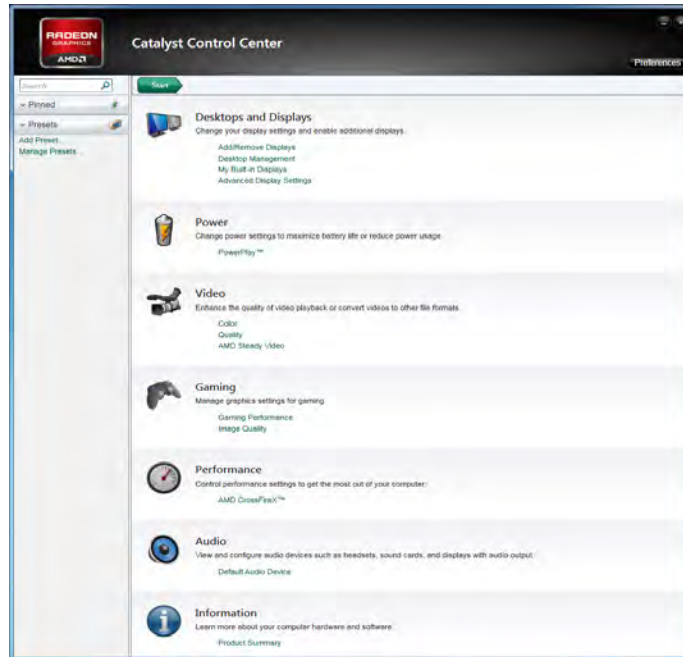 RADEON
GRAPHICS
AMD
Catalyst Control Center
Preferences
Search
Start
Pinned
Presets
Add Preset...
Manage Presets...
Desktops and Displays
Change your display settings and enable additional displays.
Add/Remove Displays
Desktop Management
My Built-in Displays
Advanced Display Settings
Power
Change power settings to maximize battery life or reduce power usage.
PowerPlay™
Video
Enhance the quality of video playback or convert videos to other file formats.
Color
Quality
AMD Steady Video
Gaming
Manage graphics settings for gaming.
Gaming Performance
Image Quality
Performance
Control performance settings to get the most out of your computer.
AMD CrossFireX™
Audio
View and configure audio devices such as headsets, sound cards, and displays with audio output.
Default Audio Device
Information
Learn more about your computer hardware and software.
Product Summary